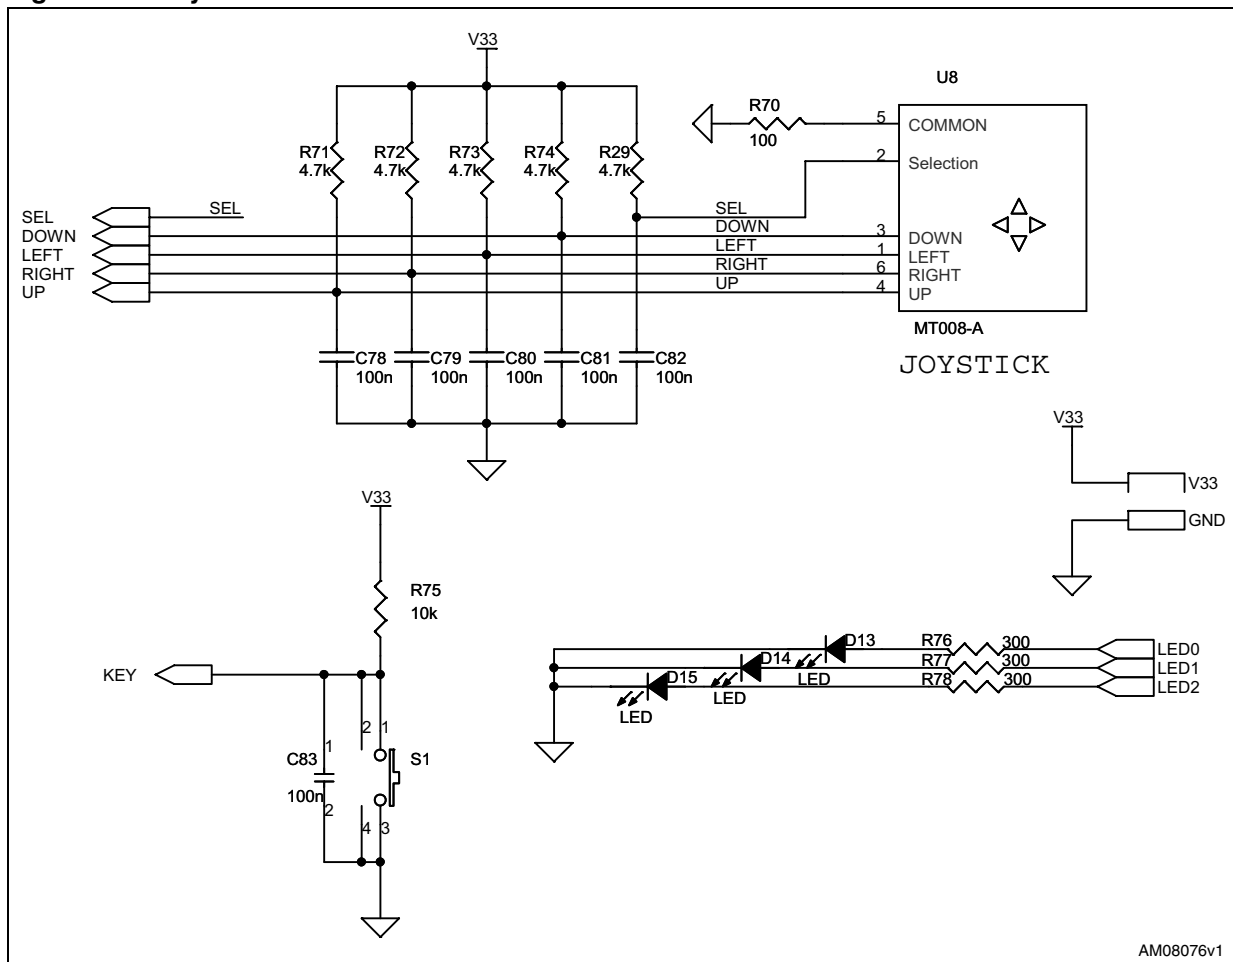 V33
U8
R70
100
5 COMMON
2 Selection
R71 R72 R73 R74 R29
4.7k 4.7k 4.7k 4.7k 4.7k
SEL SEL SEL
DOWN DOWN 3 DOWN
LEFT LEFT 1 LEFT
RIGHT RIGHT 6 RIGHT
UP UP 4 UP
MT008-A
JOYSTICK
C78 C79 C80 C81 C82
100n 100n 100n 100n 100n
V33
V33
GND
V33
R75
10k
KEY
2 1
1
C83 S1
100n
2
4 3
D13 R76 300 LED0
D14 R77 300 LED1
D15 R78 300 LED2
LED LED LED
AM08076v1